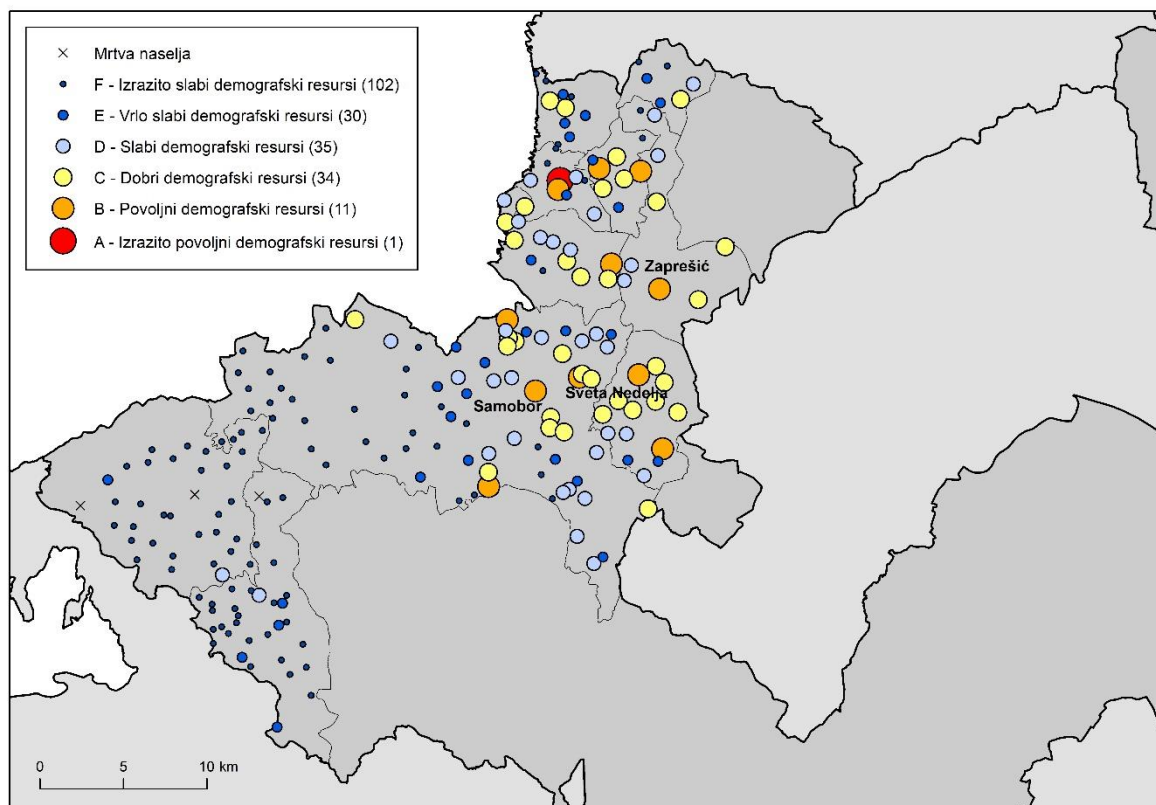 Mrtva naselja
F - Izrazito slabi demografski resursi (102)
E - Vrlo slabi demografski resursi (30)
D - Slabi demografski resursi (35)
C - Dobri demografski resursi (34)
B - Povoljni demografski resursi (11)
A - Izrazito povoljni demografski resursi (1)
Zaprešić
Sveta Nedelja
Samobor
0 5 10 km